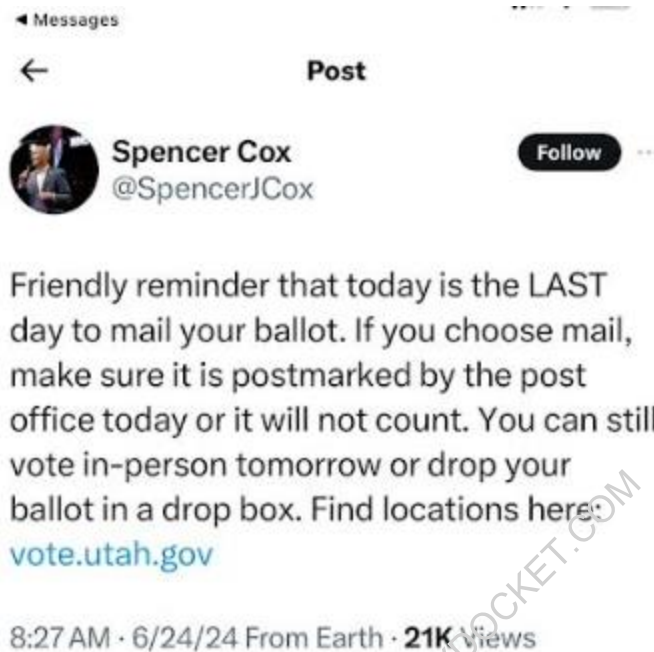 ◀ Messages
← Post
Spencer Cox
@SpencerJCox
Follow
Friendly reminder that today is the LAST
day to mail your ballot. If you choose mail,
make sure it is postmarked by the post
office today or it will not count. You can still
vote in-person tomorrow or drop your
ballot in a drop box. Find locations here:
vote.utah.gov
8:27 AM · 6/24/24 From Earth · 21K Views
OCKET.COM